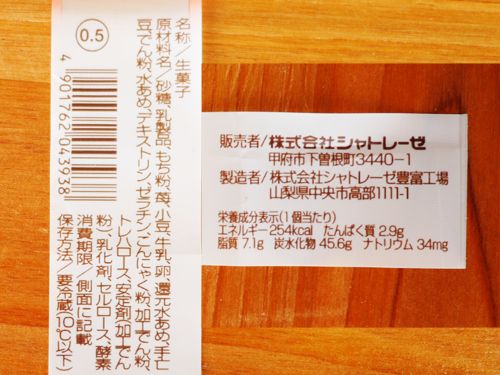 名称/生菓子
原材料名/砂糖、乳製品、もち粉、苺、小豆、牛乳、卵、還元水あめ、手亡
豆、でん粉、水あめ、デキストリン、ゼラチン、こんにゃく粉、加工でん粉、
トレハロース、安定剤(加工でん
粉)、乳化剤、セルロース、酵素
消費期限/側面に記載
保存方法/要冷蔵(10℃以下)
0.5
4901762043938
販売者/株式会社シャトレーゼ
甲府市下曽根町3440-1
製造者/株式会社シャトレーゼ豊富工場
山梨県中央市高部1111-1
栄養成分表示(1個当たり)
エネルギー254kcal たんぱく質 2.9g
脂質 7.1g 炭水化物 45.6g ナトリウム 34mg